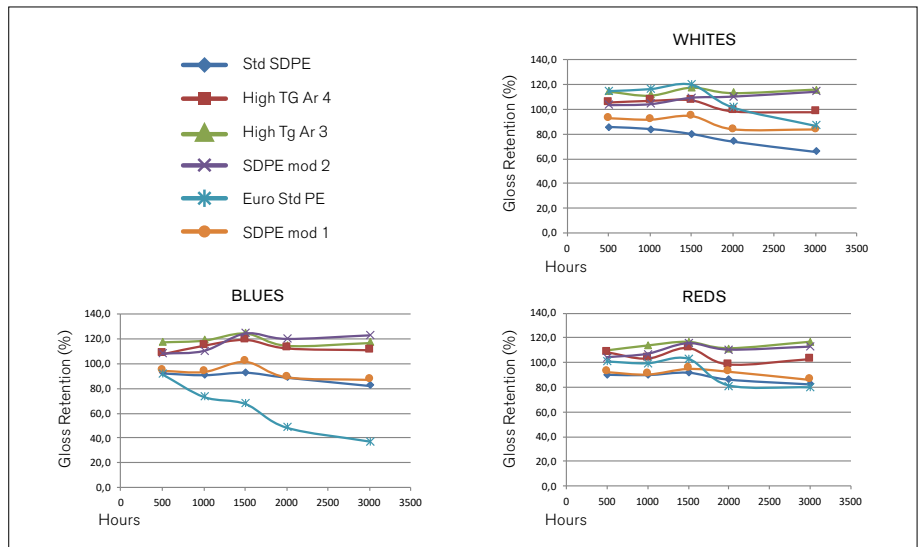 Std SDPE
High TG Ar 4
High Tg Ar 3
SDPE mod 2
Euro Std PE
SDPE mod 1
WHITES
Gloss Retention (%)
140,0
120,0
100,0
80,0
60,0
40,0
20,0
0,0
0 500 1000 1500 2000 3000 3500
Hours
BLUES
Gloss Retention (%)
140,0
120,0
100,0
80,0
60,0
40,0
20,0
0,0
0 500 1000 1500 2000 3000 3500
Hours
REDS
Gloss Retention (%)
140,0
120,0
100,0
80,0
60,0
40,0
20,0
0,0
0 500 1000 1500 2000 3000 3500
Hours